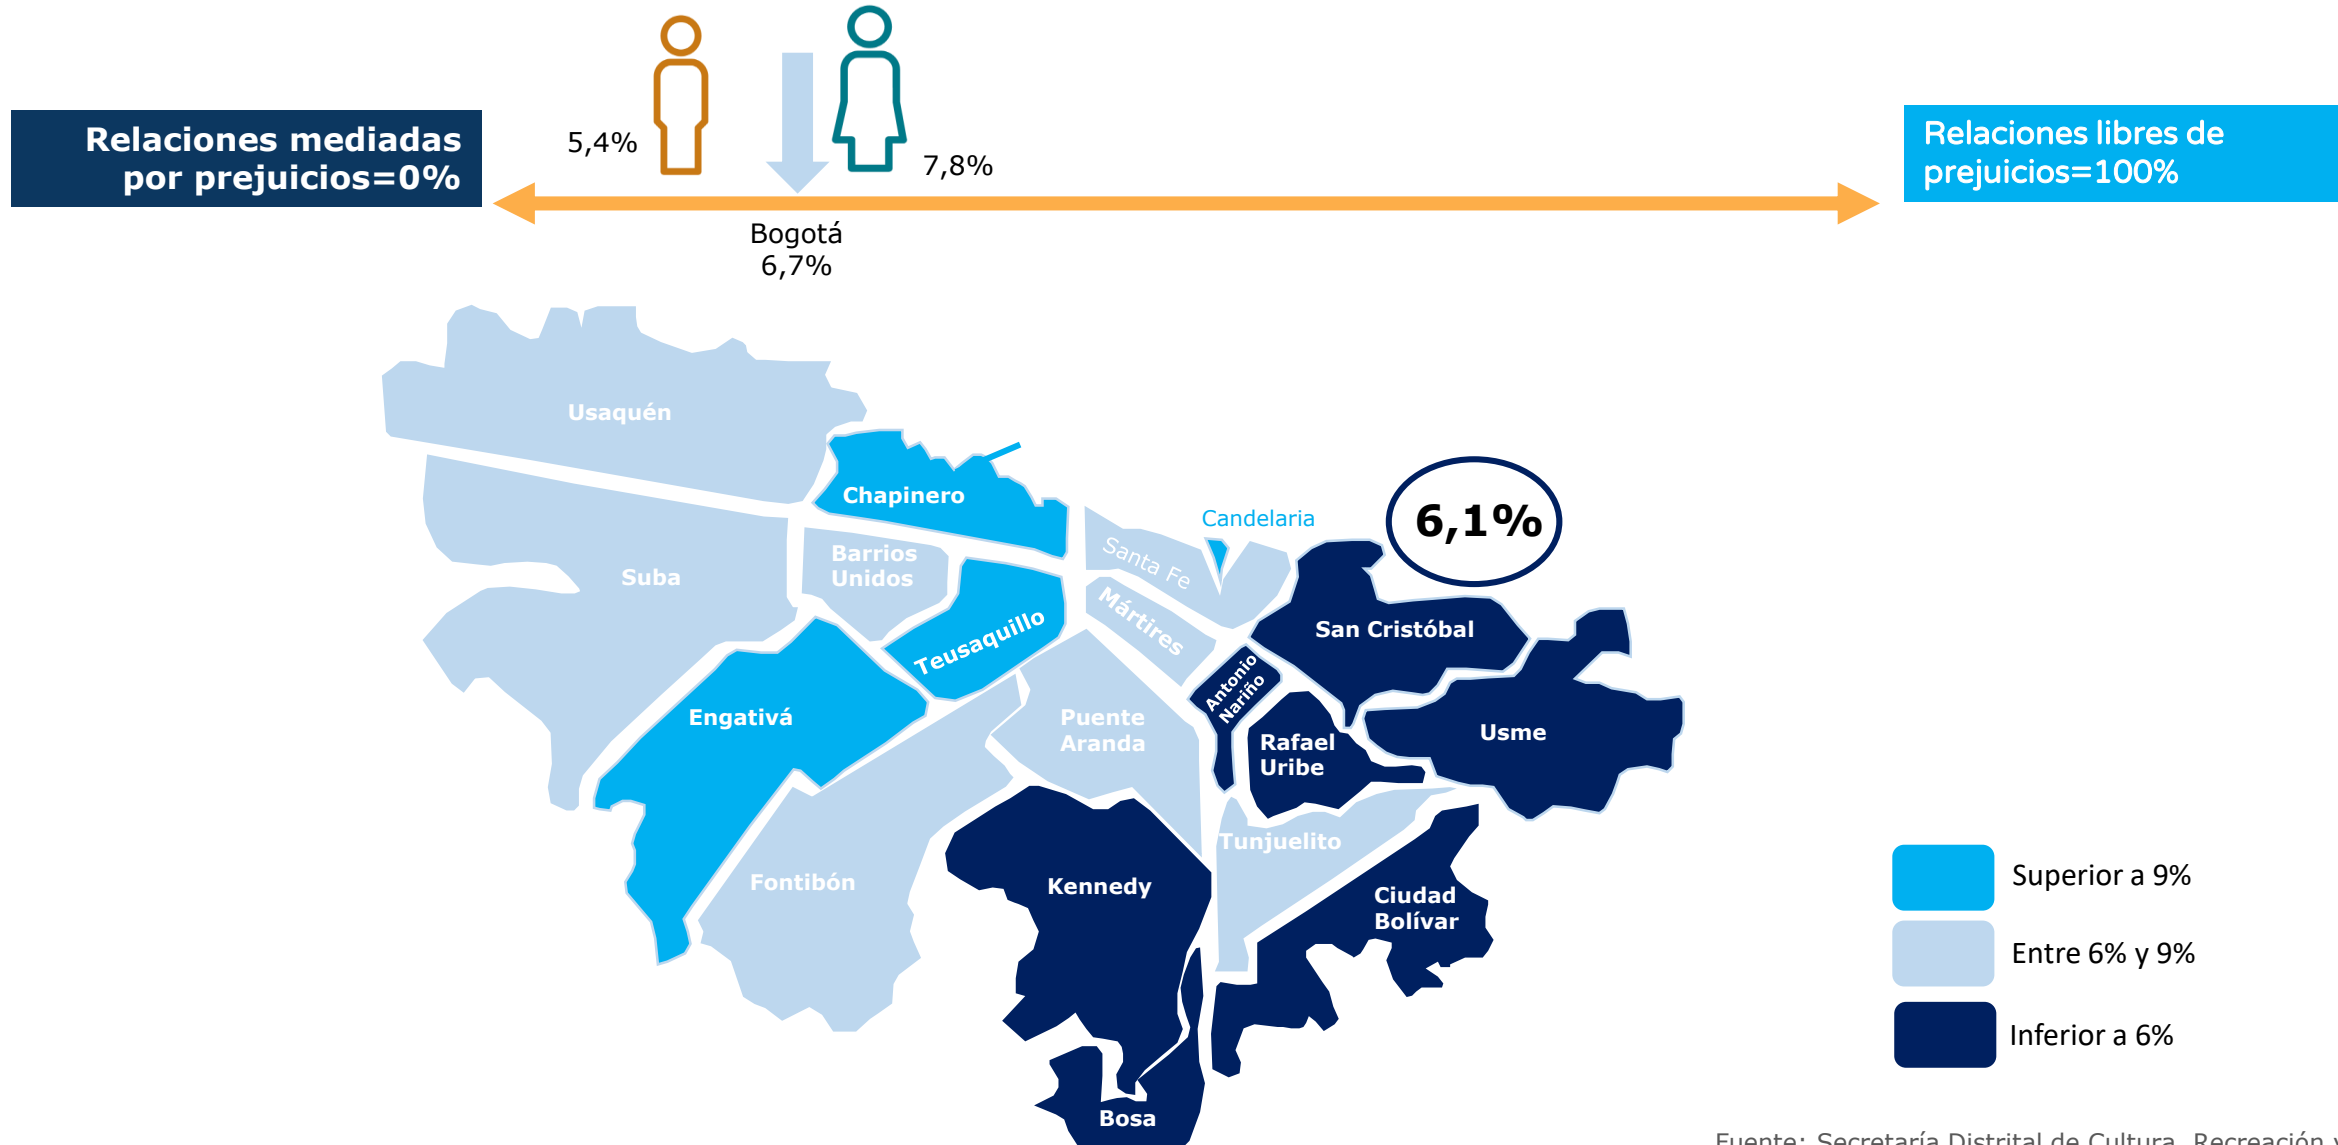 5,4%
7,8%
Relaciones mediadas
por prejuicios=0%
Relaciones libres de
prejuicios=100%
Bogotá
6,7%
Usaquén
Chapinero
Candelaria
6,1%
Santa Fe
Barrios
Unidos
Suba
Mártires
Teusaquillo
San Cristóbal
Antonio
Nariño
Engativá
Puente
Aranda
Rafael
Uribe
Usme
Tunjuelito
Fontibón
Kennedy
Ciudad
Bolívar
Bosa
Superior a 9%
Entre 6% y 9%
Inferior a 6%
Fuente: Secretaría Distrital de Cultura, Recreación y